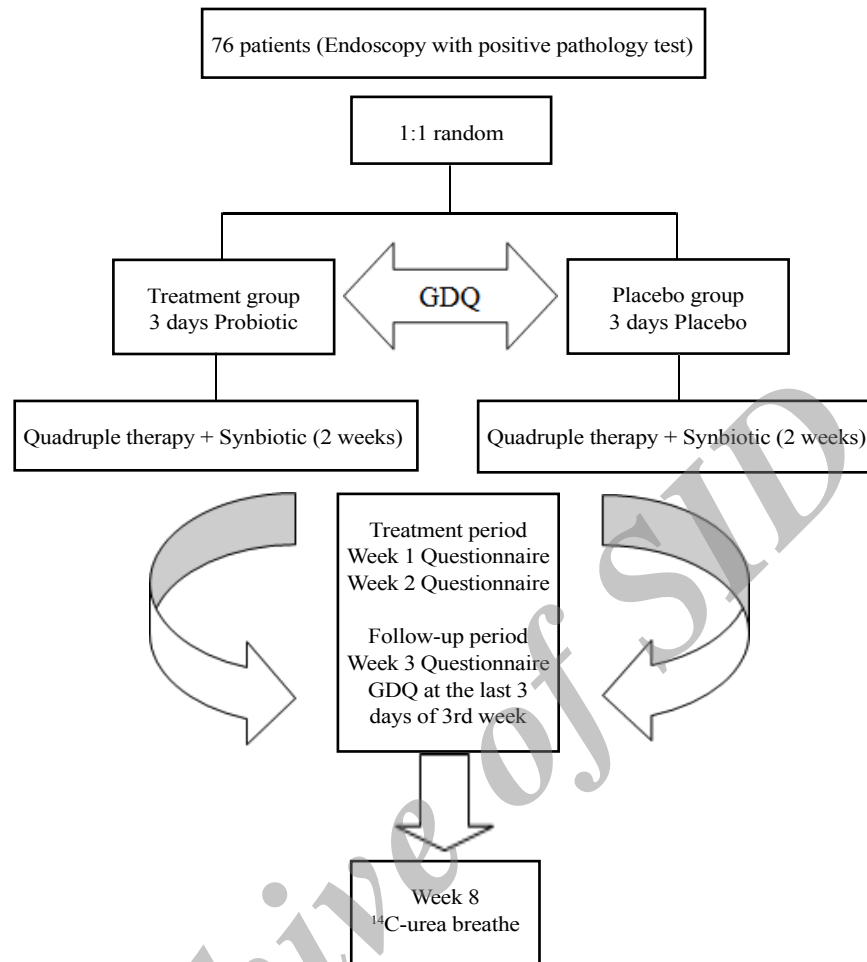 76 patients (Endoscopy with positive pathology test)
1:1 random
Treatment group
3 days Probiotic
GDQ
Placebo group
3 days Placebo
Quadruple therapy + Synbiotic (2 weeks)
Quadruple therapy + Synbiotic (2 weeks)
Treatment period
Week 1 Questionnaire
Week 2 Questionnaire
Follow-up period
Week 3 Questionnaire
GDQ at the last 3
days of 3rd week
Week 8
¹⁴C-urea breathe
hive of SID